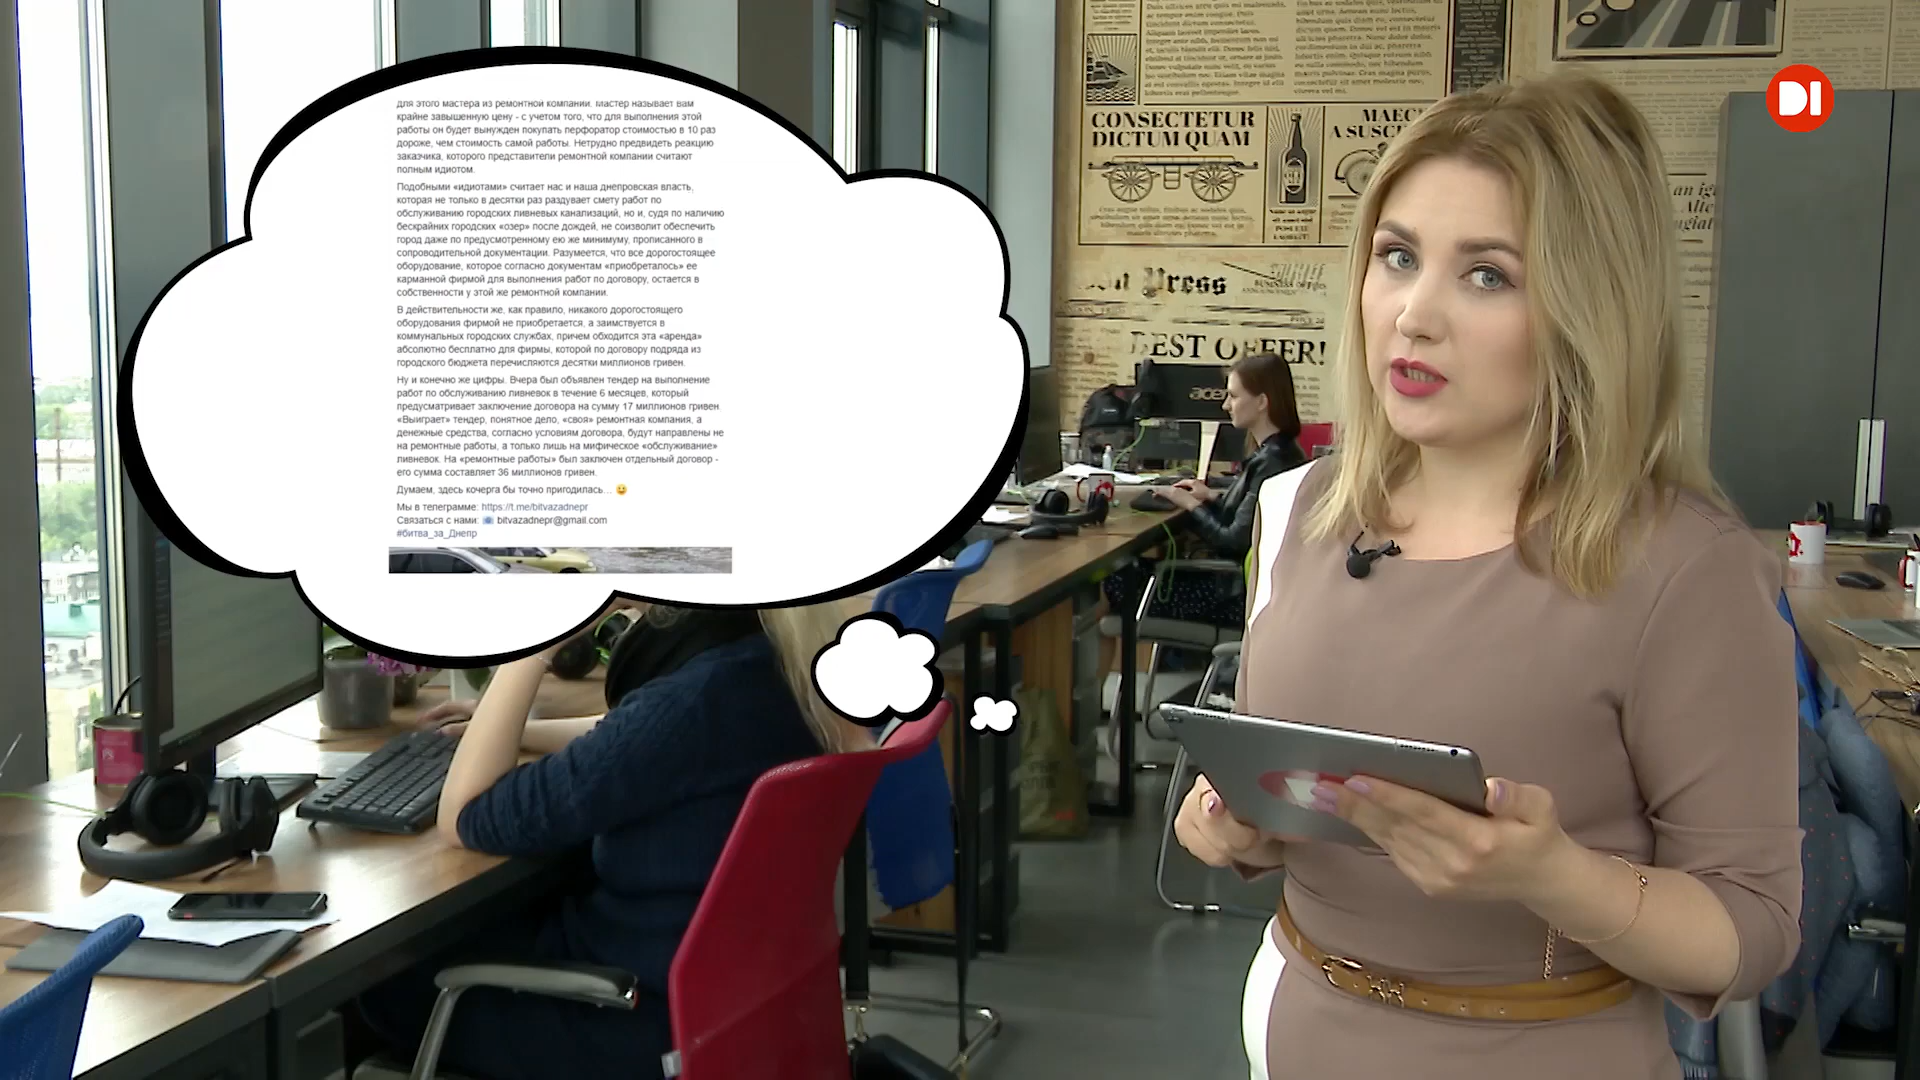 для этого мастера из ремонтной компании. Мастер называет вам
крайне завышенную цену - с учетом того, что для выполнения этой
работы он будет вынужден покупать перфоратор стоимостью в 10 раз
дороже, чем стоимость самой работы. Нетрудно предвидеть реакцию
заказчика, которого представители ремонтной компании считают
полным идиотом.
Подобными «идиотами» считает нас и наша днепровская власть,
которая не только в десятки раз раздувает смету работ по
обслуживанию городских ливневых канализаций, но и, судя по наличию
бескрайних городских «озер» после дождей, не соизволит обеспечить
город даже по предусмотренному ею же минимуму, прописанного в
сопроводительной документации. Разумеется, что все дорогостоящее
оборудование, которое согласно документам «приобреталось» ее
карманной фирмой для выполнения работ по договору, остается в
собственности у этой же ремонтной компании.
В действительности же, как правило, никакого дорогостоящего
оборудования фирмой не приобретается, а заимствуется в
коммунальных городских службах, причем обходится эта «аренда»
абсолютно бесплатно для фирмы, которой по договору подряда из
городского бюджета перечисляются десятки миллионов гривен.
Ну и конечно же цифры. Вчера был объявлен тендер на выполнение
работ по обслуживанию ливневок в течение 6 месяцев, который
предусматривает заключение договора на сумму 17 миллионов гривен.
«Выиграет» тендер, понятное дело, «своя» ремонтная компания, а
денежные средства, согласно условиям договора, будут направлены не
на ремонтные работы, а только лишь на мифическое «обслуживание»
ливневок. На «ремонтные работы» был заключен отдельный договор -
его сумма составляет 36 миллионов гривен.
Думаем, здесь кочерга бы точно пригодилась... 😀
Мы в телеграмме: https://t.me/bitvazadnepr
Связаться с нами: bitvazadnepr@gmail.com
#битва_за_Днепр
DI
CONSECTETUR
DICTUM QUAM
MAEC
A SUSC
Press
BEST OFFER!
acer